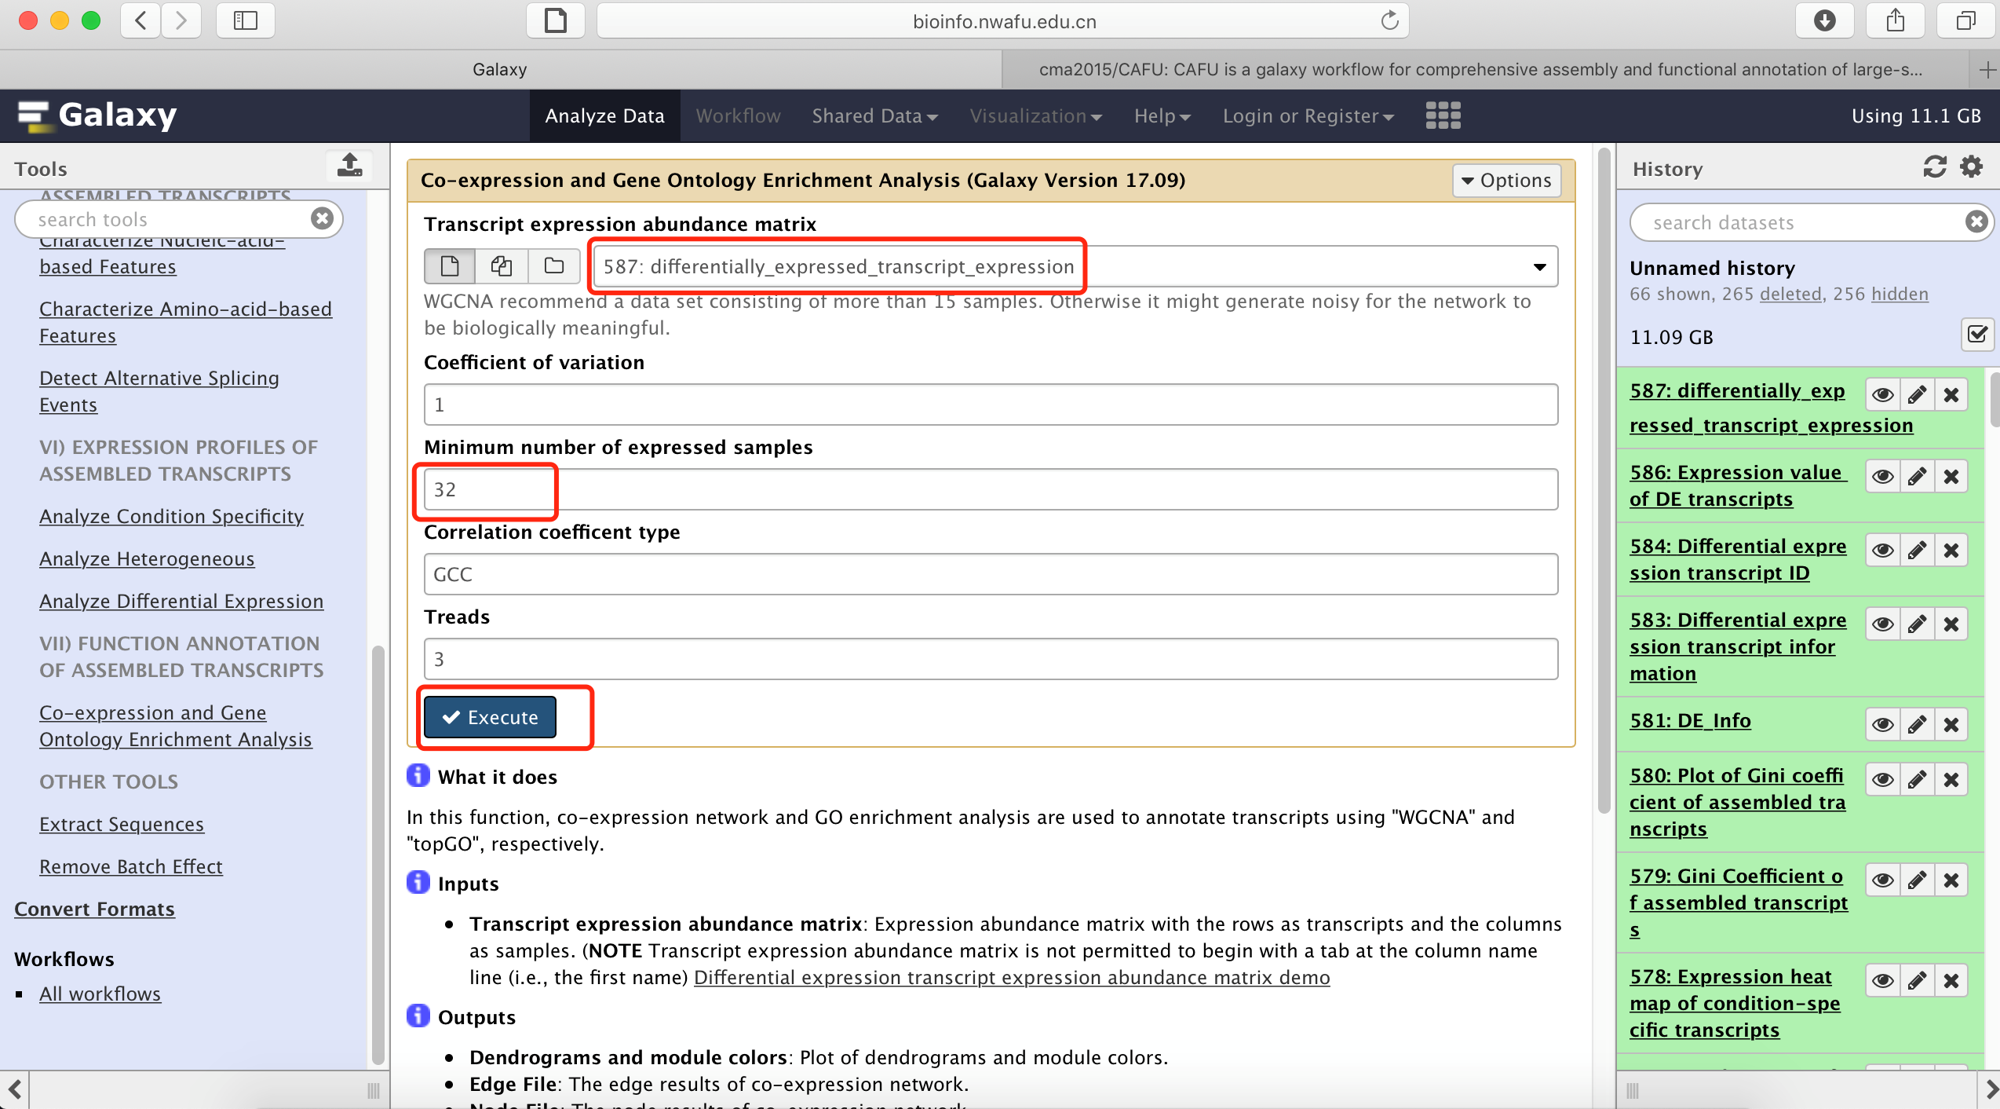 bioinfo.nwafu.edu.cn
Galaxy
cma2015/CAFU: CAFU is a galaxy workflow for comprehensive assembly and functional annotation of large-s...
Galaxy
Analyze Data
Workflow
Shared Data
Visualization
Help
Login or Register
Using 11.1 GB
Tools
ASSEMBLED TRANSCRIPTS
search tools
Characterize Nucleic-acid-
based Features
Characterize Amino-acid-based
Features
Detect Alternative Splicing
Events
VI) EXPRESSION PROFILES OF
ASSEMBLED TRANSCRIPTS
Analyze Condition Specificity
Analyze Heterogeneous
Analyze Differential Expression
VII) FUNCTION ANNOTATION
OF ASSEMBLED TRANSCRIPTS
Co-expression and Gene
Ontology Enrichment Analysis
OTHER TOOLS
Extract Sequences
Remove Batch Effect
Convert Formats
Workflows
All workflows
Co-expression and Gene Ontology Enrichment Analysis (Galaxy Version 17.09)
Options
Transcript expression abundance matrix
587: differentially_expressed_transcript_expression
WGCNA recommend a data set consisting of more than 15 samples. Otherwise it might generate noisy for the network to
be biologically meaningful.
Coefficient of variation
1
Minimum number of expressed samples
32
Correlation coefficent type
GCC
Treads
3
Execute
What it does
In this function, co-expression network and GO enrichment analysis are used to annotate transcripts using "WGCNA" and
"topGO", respectively.
Inputs
Transcript expression abundance matrix: Expression abundance matrix with the rows as transcripts and the columns
as samples. (NOTE Transcript expression abundance matrix is not permitted to begin with a tab at the column name
line (i.e., the first name) Differential expression transcript expression abundance matrix demo
Outputs
Dendrograms and module colors: Plot of dendrograms and module colors.
Edge File: The edge results of co-expression network.
Node File: The node results of co-expression network.
History
search datasets
Unnamed history
66 shown, 265 deleted, 256 hidden
11.09 GB
587: differentially_exp
ressed_transcript_expression
586: Expression value
of DE transcripts
584: Differential expre
ssion transcript ID
583: Differential expre
ssion transcript infor
mation
581: DE_Info
580: Plot of Gini coeffi
cient of assembled tra
nscripts
579: Gini Coefficient o
f assembled transcript
s
578: Expression heat
map of condition-spe
cific transcripts